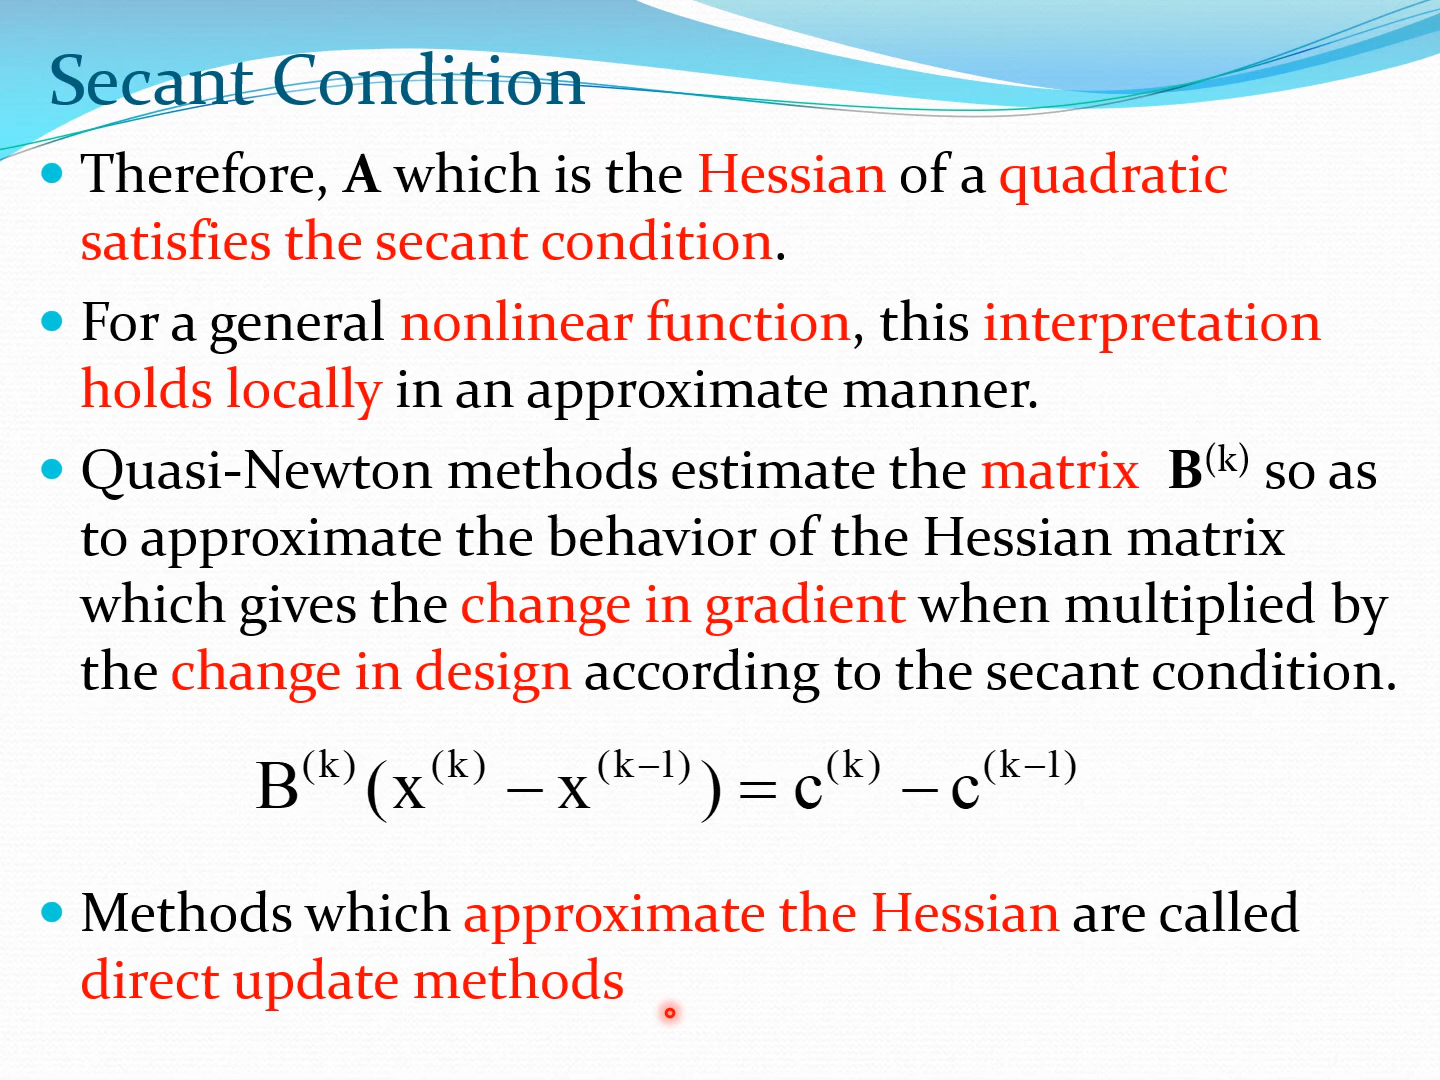 Secant Condition
• Therefore, A which is the Hessian of a quadratic
satisfies the secant condition.
• For a general nonlinear function, this interpretation
holds locally in an approximate manner.
• Quasi-Newton methods estimate the matrix B⁽ᵏ⁾ so as
to approximate the behavior of the Hessian matrix
which gives the change in gradient when multiplied by
the change in design according to the secant condition.
B⁽ᵏ⁾(x⁽ᵏ⁾ − x⁽ᵏ⁻¹⁾) = c⁽ᵏ⁾ − c⁽ᵏ⁻¹⁾
• Methods which approximate the Hessian are called
direct update methods